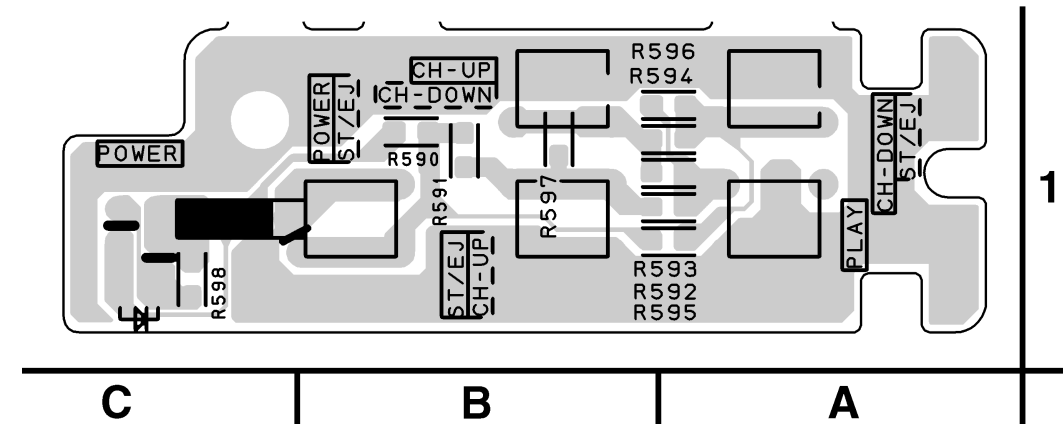 R596
R594
CH-UP
CH-DOWN
POWER
ST/EJ
POWER
R590
R591
R597
CH-DOWN
ST/EJ
PLAY
1
ST/EJ
CH-UP
R598
R593
R592
R595
C
B
A